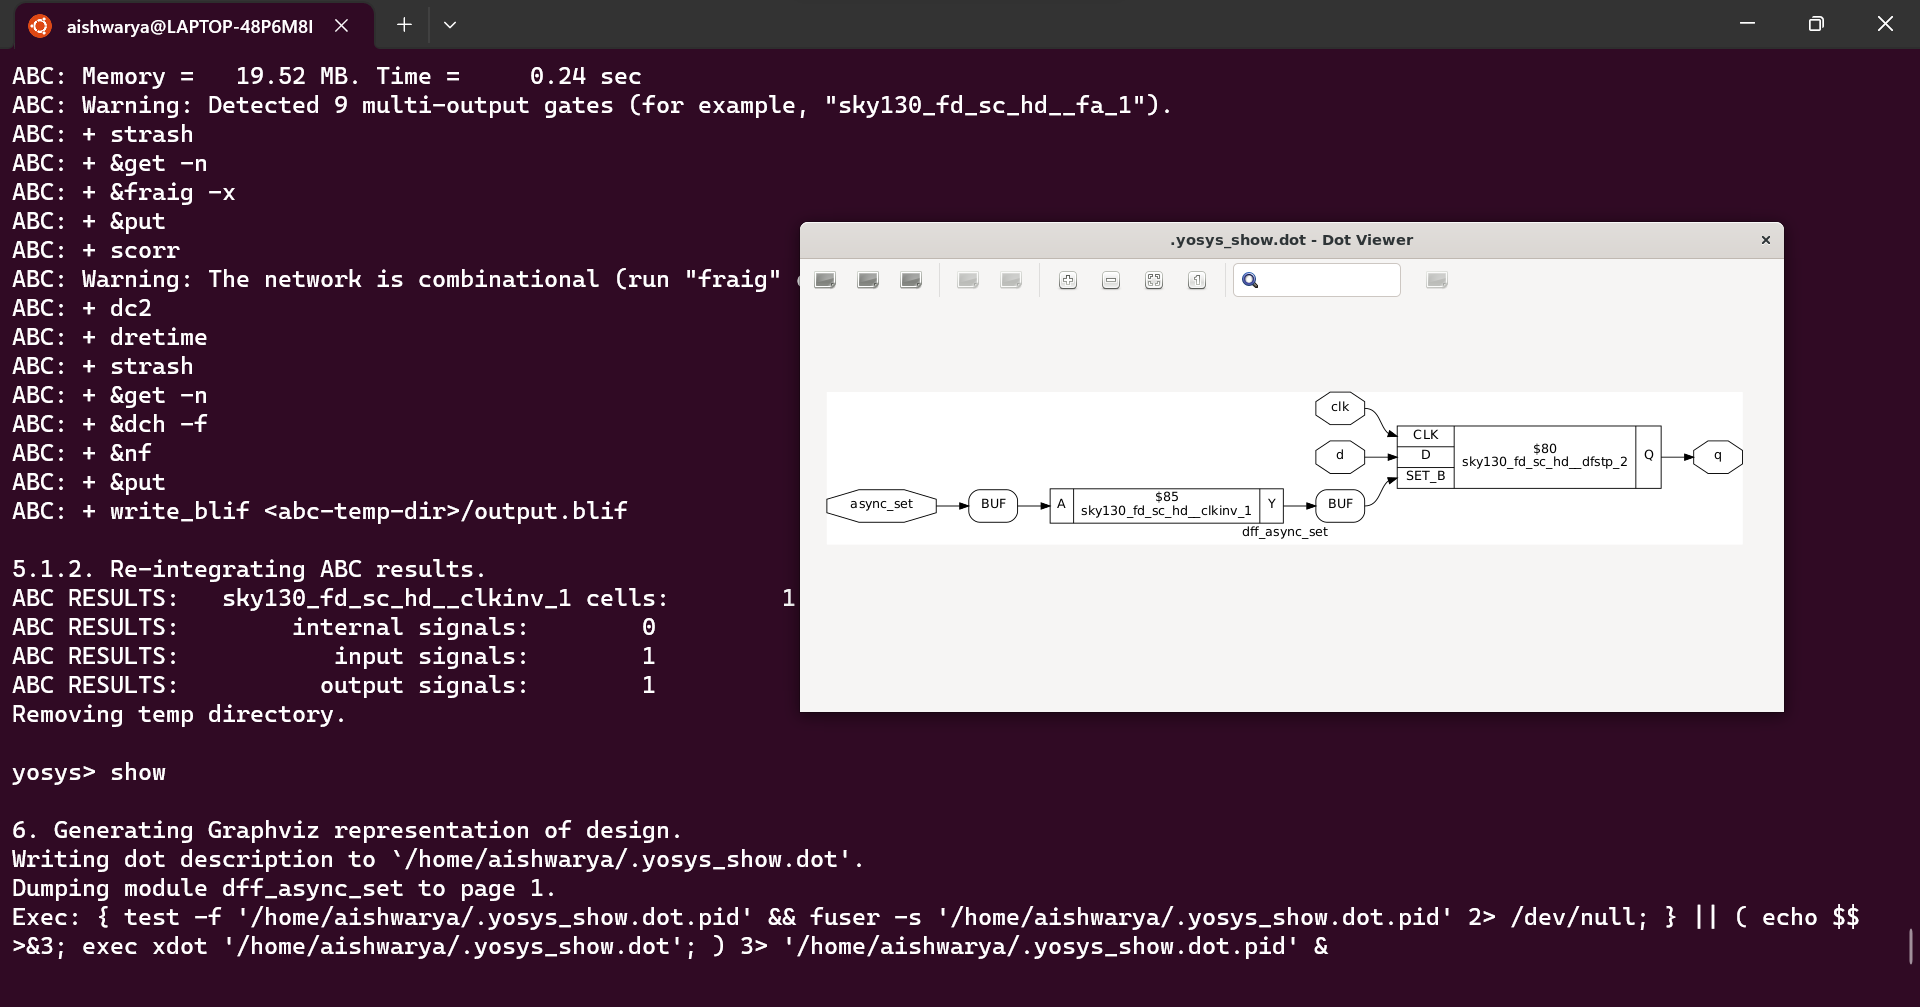 aishwarya@LAPTOP-48P6M8I
ABC: Memory =   19.52 MB. Time =     0.24 sec
ABC: Warning: Detected 9 multi-output gates (for example, "sky130_fd_sc_hd__fa_1").
ABC: + strash
ABC: + &get -n
ABC: + &fraig -x
ABC: + &put
ABC: + scorr
ABC: Warning: The network is combinational (run "fraig"
ABC: + dc2
ABC: + dretime
ABC: + strash
ABC: + &get -n
ABC: + &dch -f
ABC: + &nf
ABC: + &put
ABC: + write_blif <abc-temp-dir>/output.blif
5.1.2. Re-integrating ABC results.
ABC RESULTS:   sky130_fd_sc_hd__clkinv_1 cells:        1
ABC RESULTS:        internal signals:        0
ABC RESULTS:           input signals:        1
ABC RESULTS:          output signals:        1
Removing temp directory.
yosys> show
6. Generating Graphviz representation of design.
Writing dot description to `/home/aishwarya/.yosys_show.dot'.
Dumping module dff_async_set to page 1.
Exec: { test -f '/home/aishwarya/.yosys_show.dot.pid' && fuser -s '/home/aishwarya/.yosys_show.dot.pid' 2> /dev/null; } || ( echo $$
>&3; exec xdot '/home/aishwarya/.yosys_show.dot'; ) 3> '/home/aishwarya/.yosys_show.dot.pid' &
.yosys_show.dot - Dot Viewer
clk
d
CLK
D
SET_B
$80
sky130_fd_sc_hd__dfstp_2
Q
q
async_set
BUF
A
$85
sky130_fd_sc_hd__clkinv_1
Y
BUF
dff_async_set